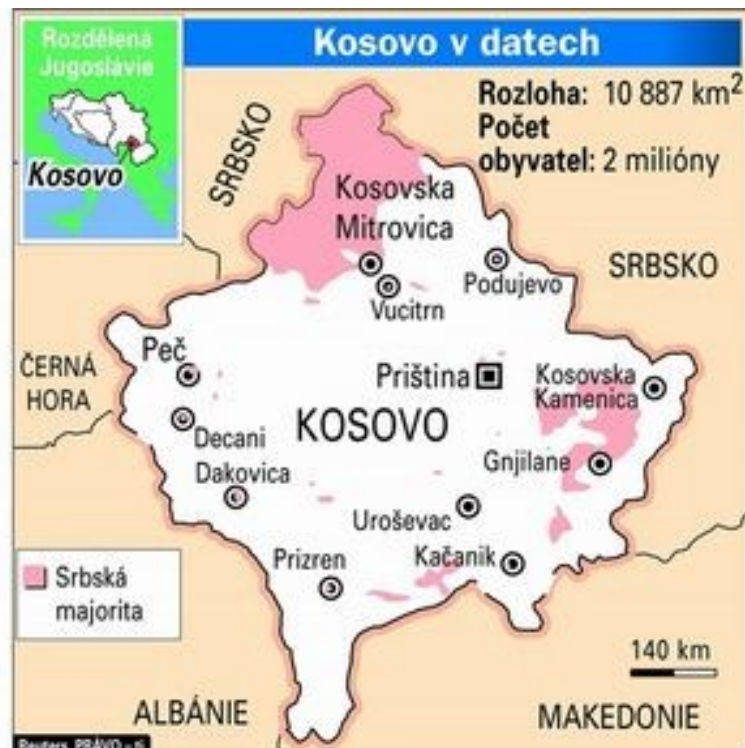 Rozdělená
Jugoslávie
Kosovo
Kosovo v datech
Rozloha: 10 887 km²
Počet
obyvatel: 2 milióny
SRBSKO
Kosovska
Mitrovica
Vucitrn
Podujevo
SRBSKO
ČERNÁ
HORA
Peč
Priština
Kosovska
Kamenica
Decani
KOSOVO
Dakovica
Gnjilane
Uroševac
Prizren
Kačanik
Srbská
majorita
140 km
ALBÁNIE
MAKEDONIE
Reuters, PRÁVO